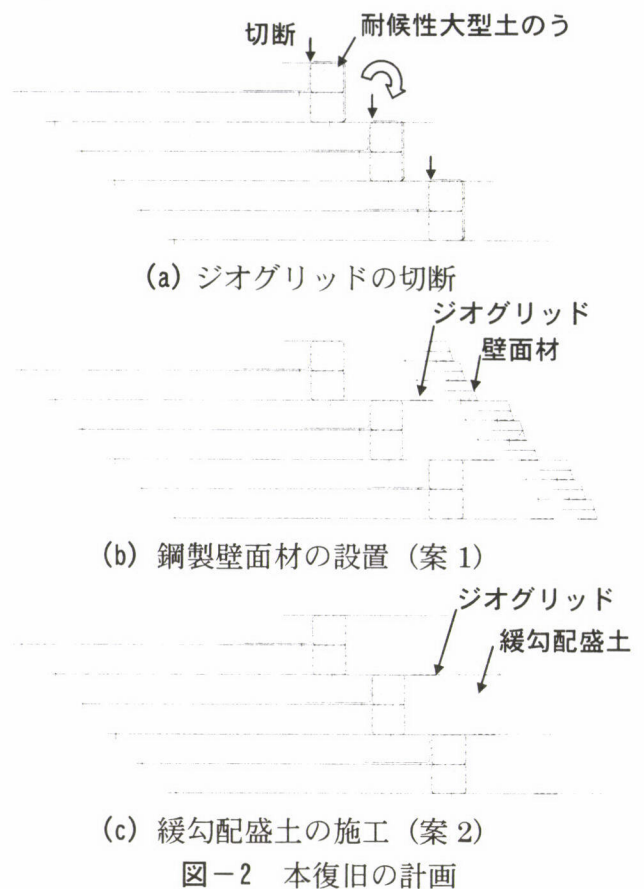 切断
耐候性大型土のう
(a) ジオグリッドの切断
ジオグリッド
壁面材
(b) 鋼製壁面材の設置（案1）
ジオグリッド
緩勾配盛土
(c) 緩勾配盛土の施工（案2）
図－2 本復旧の計画